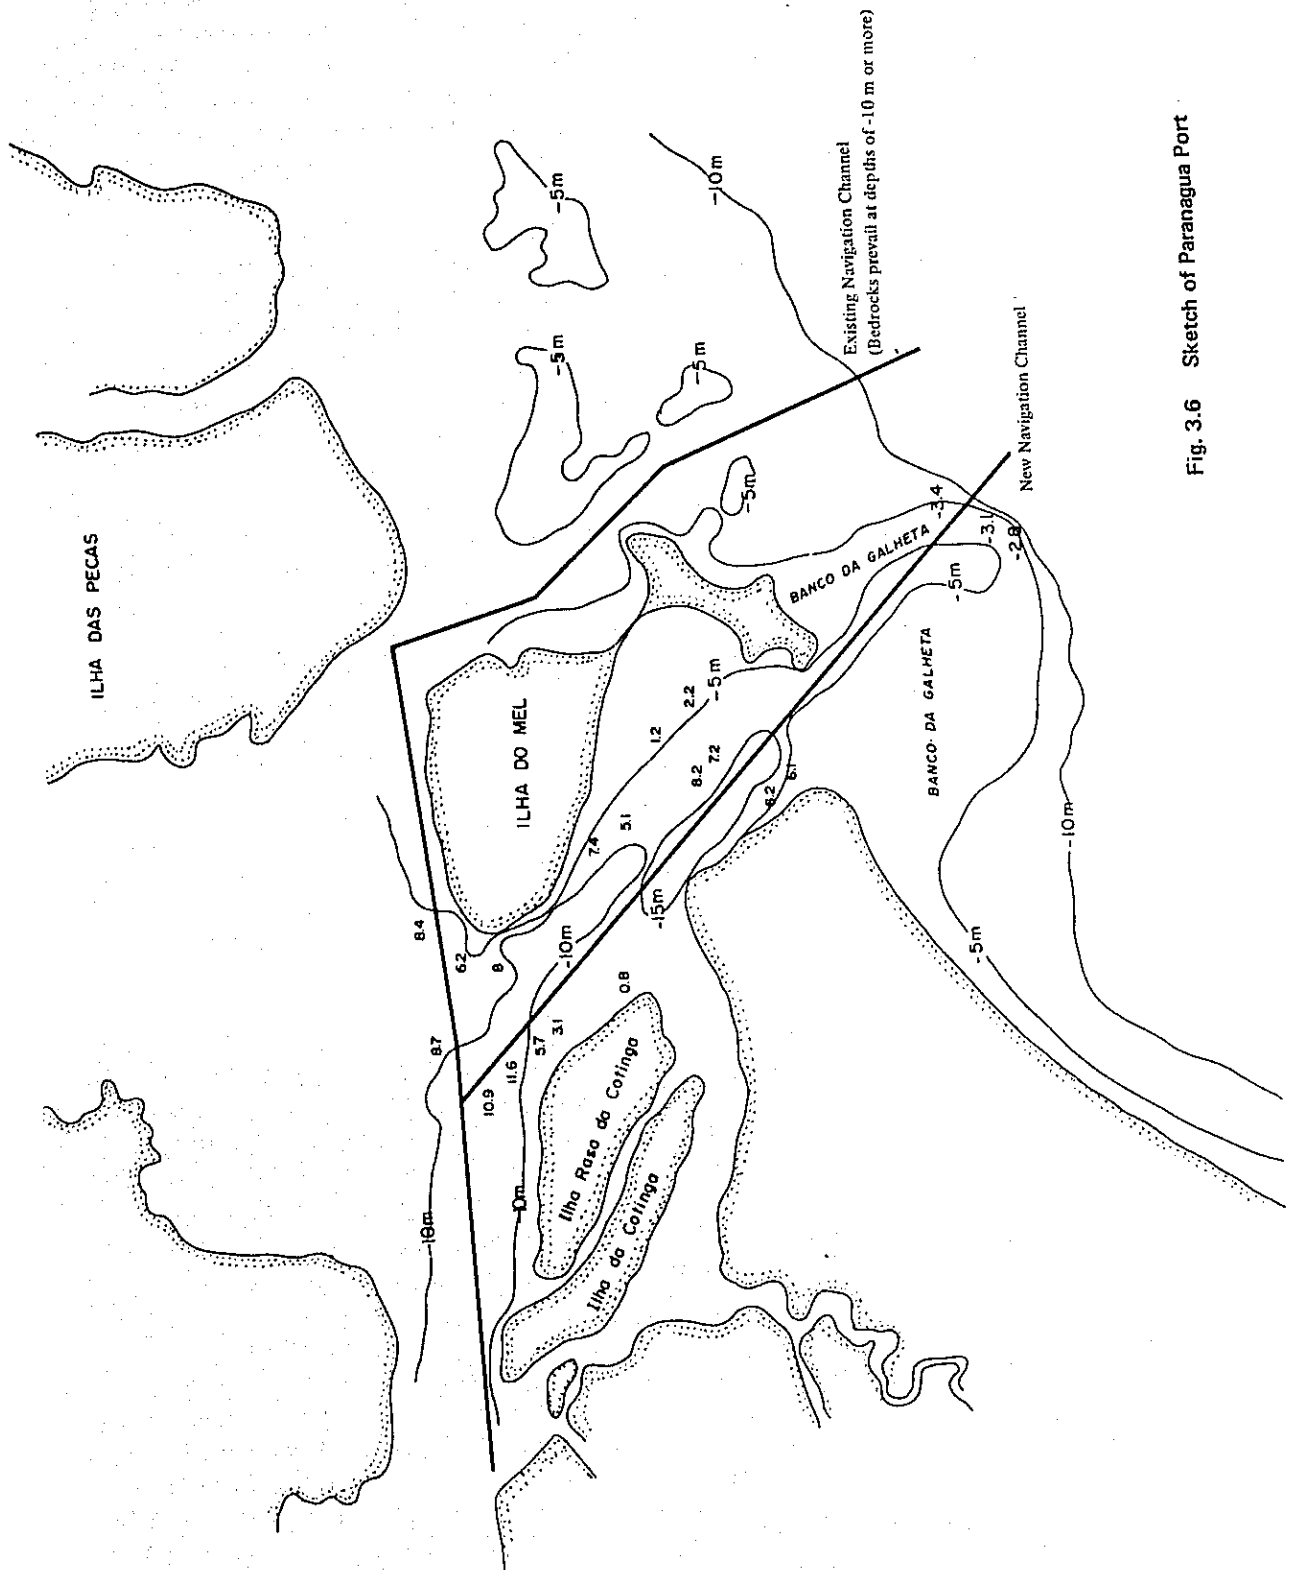 ILHA DAS PECAS
-5m
-10m
Existing Navigation Channel
(Bedrocks prevail at depths of -10 m or more)
-5m
-5m
-5m
New Navigation Channel
-3.4
-3.1
-2.8
BANCO DA GALHETA
-5m
BANCO DA GALHETA
ILHA DO MEL
2.2
-5m
1.2
8.2
7.2
6.2
6.1
7.4
5.1
-15m
-10m
-5m
-10m
8.4
6.2
8
8.7
0.8
3.1
5.7
11.6
10.9
Ilha Rasa da Cotinga
Ilha da Cotinga
-10m
-10m
Fig. 3.6 Sketch of Paranagua Port